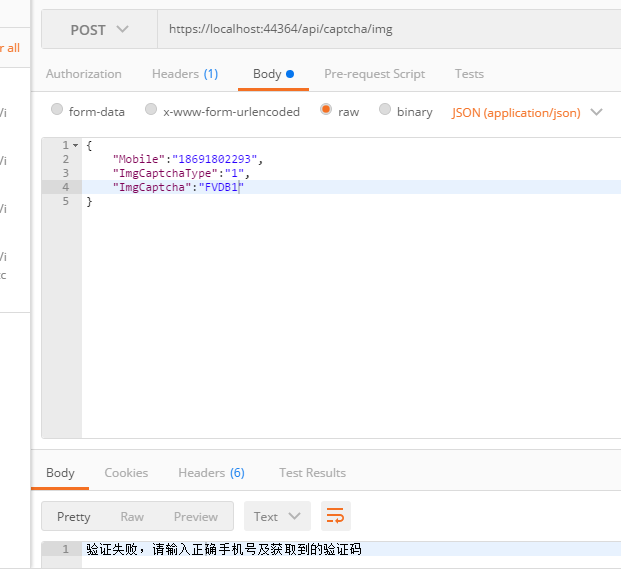 POST
https://localhost:44364/api/captcha/img
r all
Authorization Headers (1) Body Pre-request Script Tests
/i
form-data x-www-form-urlencoded raw binary JSON (application/json)
1 {
/i
2 "Mobile":"18691802293",
3 "ImgCaptchaType":"1",
4 "ImgCaptcha":"FVDB1"
5 }
/i
/i
tc
Body Cookies Headers (6) Test Results
Pretty Raw Preview Text
1 验证失败，请输入正确手机号及获取到的验证码